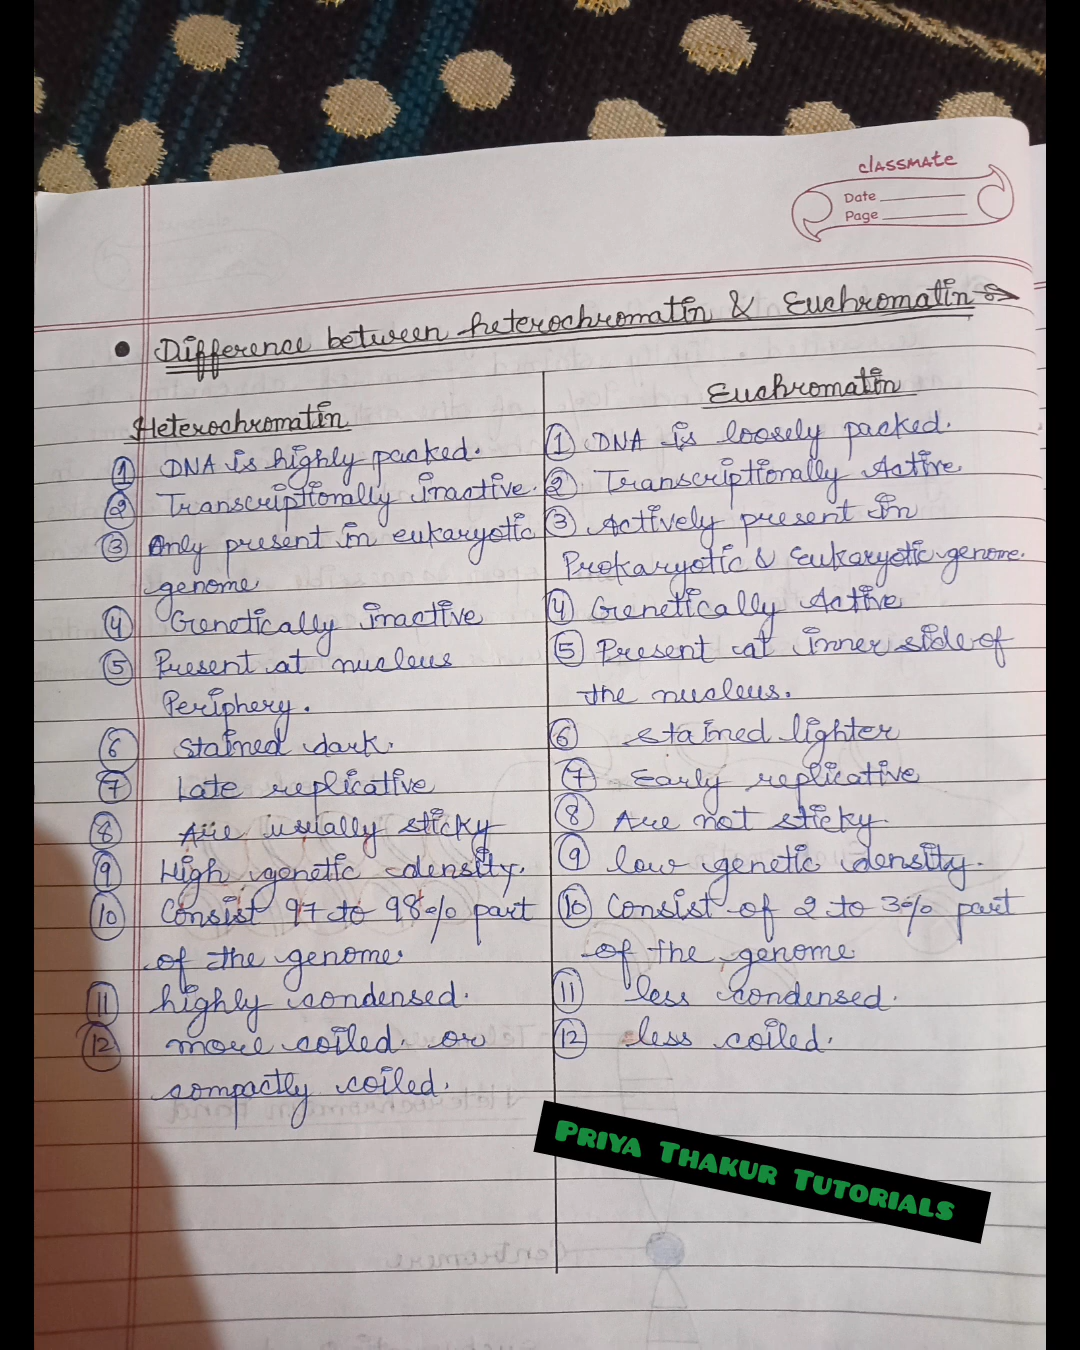 classmate
Date
Page
• Difference between heterochromatin & Euchromatin →
Heterochromatin
① DNA is highly packed.
② Transcriptionally inactive.
③ Only present in eukaryotic
genome
④ Genetically inactive
⑤ Present at nucleus
Periphery.
⑥ Stained dark.
⑦ Late replicative
⑧ Are usually sticky
⑨ High genetic density.
⑩ Consist 97 to 98% part
of the genome.
⑪ highly condensed.
⑫ more coiled or
compactly coiled.
Euchromatin
① DNA is loosely packed.
② Transcriptionally Active
③ Actively present in
Prokaryotic & Eukaryotic genome.
④ Genetically Active
⑤ Present at inner side of
the nucleus.
⑥ stained lighter
⑦ Early replicative
⑧ Are not sticky
⑨ low genetic density.
⑩ Consist of 2 to 3% part
of the genome
⑪ less condensed.
⑫ less coiled.
PRIYA THAKUR TUTORIALS